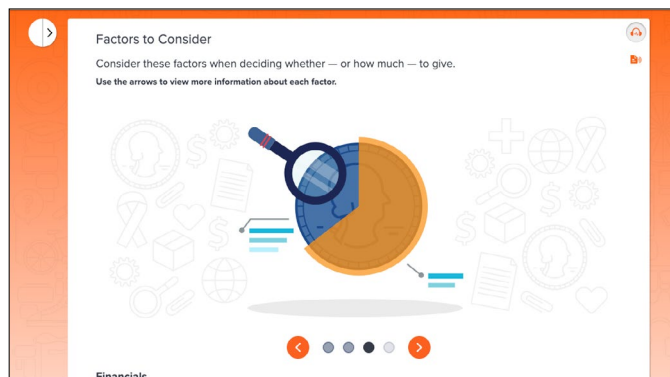 Factors to Consider
Consider these factors when deciding whether — or how much — to give.
Use the arrows to view more information about each factor.
Financials